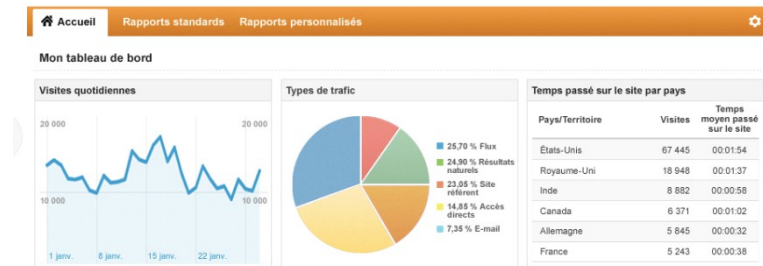 Accueil Rapports standards Rapports personnalisés
Mon tableau de bord
Visites quotidiennes
20 000 20 000
10 000 10 000
1 janv. 8 janv. 15 janv. 22 janv.
Types de trafic
25,70 % Flux
24,90 % Résultats
naturels
23,05 % Site
référent
14,85 % Accès
directs
7,35 % E-mail
Temps passé sur le site par pays
Pays/Territoire Visites Temps
moyen passé
sur le site
États-Unis 67 445 00:01:54
Royaume-Uni 18 948 00:01:37
Inde 8 882 00:00:58
Canada 6 371 00:01:02
Allemagne 5 845 00:00:32
France 5 243 00:00:38